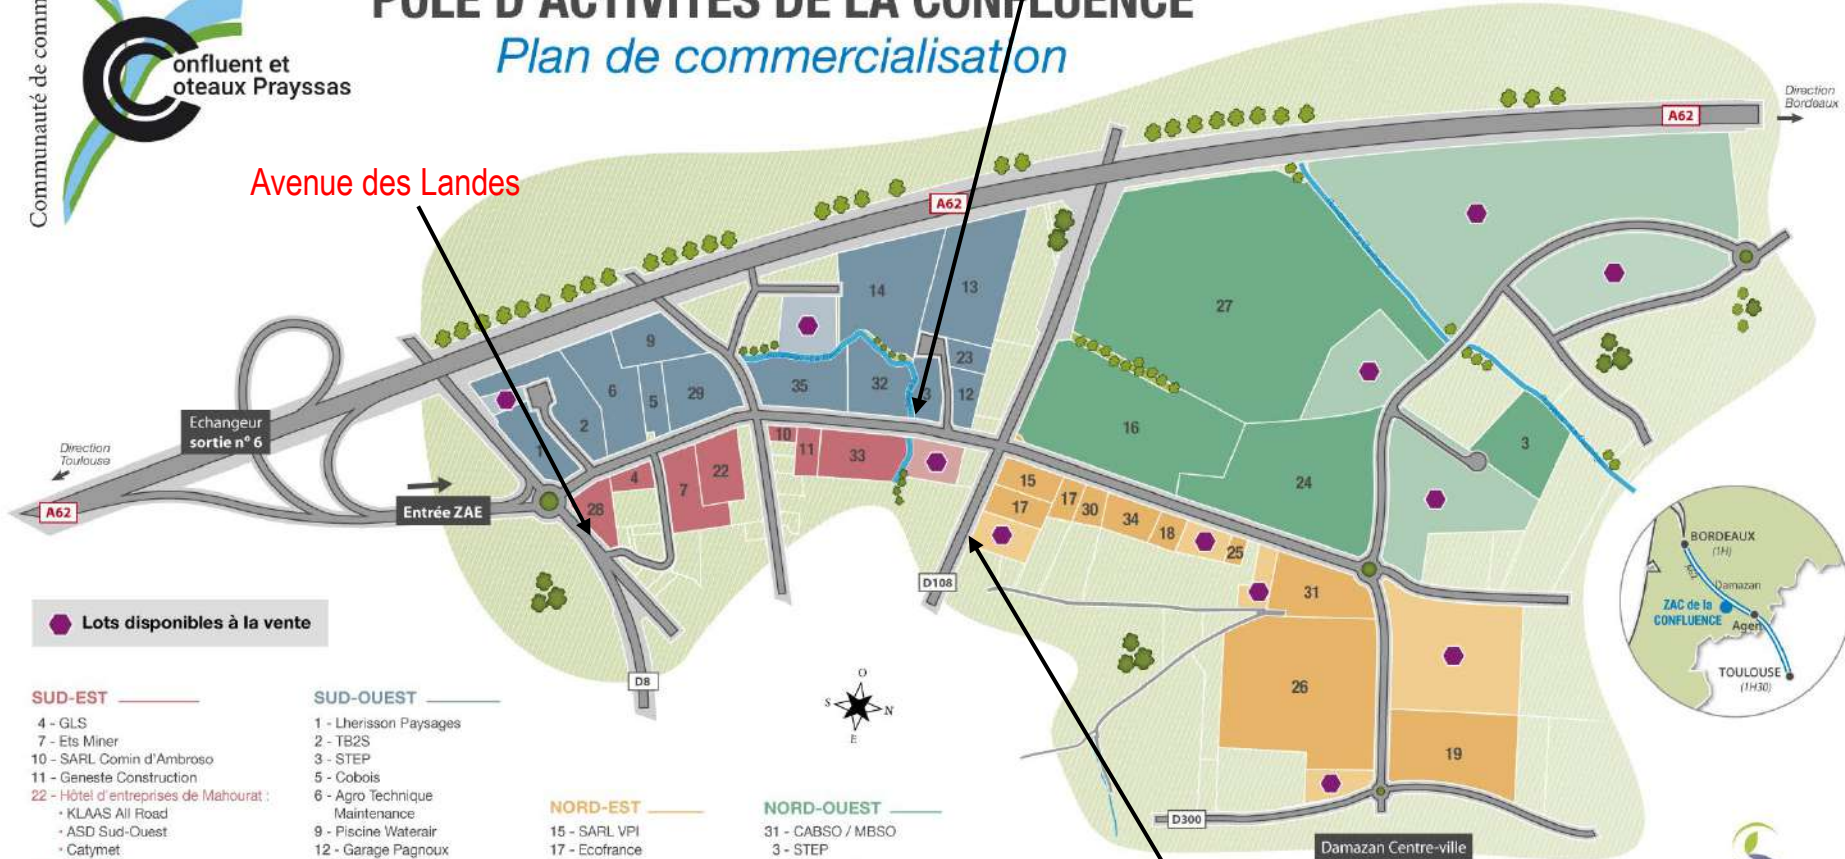 Communauté de comm
Confluent et
Coteaux Prayssas
PÔLE D'ACTIVITÉS DE LA CONFLUENCE
Plan de commercialisation
Avenue des Landes
Direction
Bordeaux
A62
A62
A62
Direction
Toulouse
Echangeur
sortie n° 6
Entrée ZAE
14
13
9
6
5
29
2
1
35
32
3
23
12
10
11
33
4
7
22
28
27
16
24
3
15
17
17
30
34
18
25
31
26
19
D108
D8
D300
Damazan Centre-ville
O
S
N
E
BORDEAUX
(1H)
A62
Damazan
ZAC de la
CONFLUENCE
Agen
TOULOUSE
(1H30)
Lots disponibles à la vente
SUD-EST
4 - GLS
7 - Ets Miner
10 - SARL Comin d'Ambroso
11 - Geneste Construction
22 - Hôtel d'entreprises de Mahourat :
· KLAAS All Road
· ASD Sud-Ouest
· Catymet
SUD-OUEST
1 - Lherisson Paysages
2 - TB2S
3 - STEP
5 - Cobois
6 - Agro Technique
Maintenance
9 - Piscine Waterair
12 - Garage Pagnoux
NORD-EST
15 - SARL VPI
17 - Ecofrance
NORD-OUEST
31 - CABSO / MBSO
3 - STEP